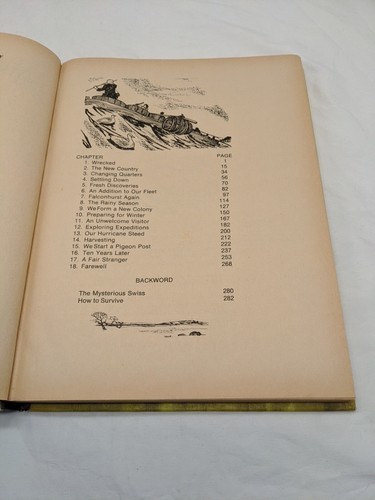 CHAPTER PAGE
1. Wrecked 1
2. The New Country 15
3. Changing Quarters 34
4. Settling Down 56
5. Fresh Discoveries 70
6. An Addition to Our Fleet 82
7. Falconhurst Again 97
8. The Rainy Season 114
9. We Form a New Colony 127
10. Preparing for Winter 150
11. An Unwelcome Visitor 167
12. Exploring Expeditions 182
13. Our Hurricane Steed 200
14. Harvesting 212
15. We Start a Pigeon Post 222
16. Ten Years Later 237
17. A Fair Stranger 253
18. Farewell 268
BACKWORD
The Mysterious Swiss 280
How to Survive 282